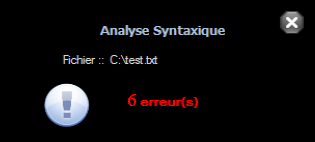 Analyse Syntaxique
Fichier :: C:\test.txt
6 erreur(s)